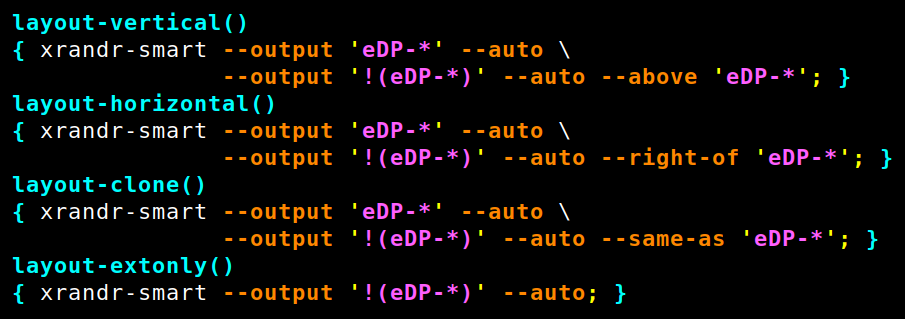 layout-vertical()
{ xrandr-smart --output 'eDP-*' --auto \
               --output '!(eDP-*)' --auto --above 'eDP-*'; }
layout-horizontal()
{ xrandr-smart --output 'eDP-*' --auto \
               --output '!(eDP-*)' --auto --right-of 'eDP-*'; }
layout-clone()
{ xrandr-smart --output 'eDP-*' --auto \
               --output '!(eDP-*)' --auto --same-as 'eDP-*'; }
layout-extonly()
{ xrandr-smart --output '!(eDP-*)' --auto; }